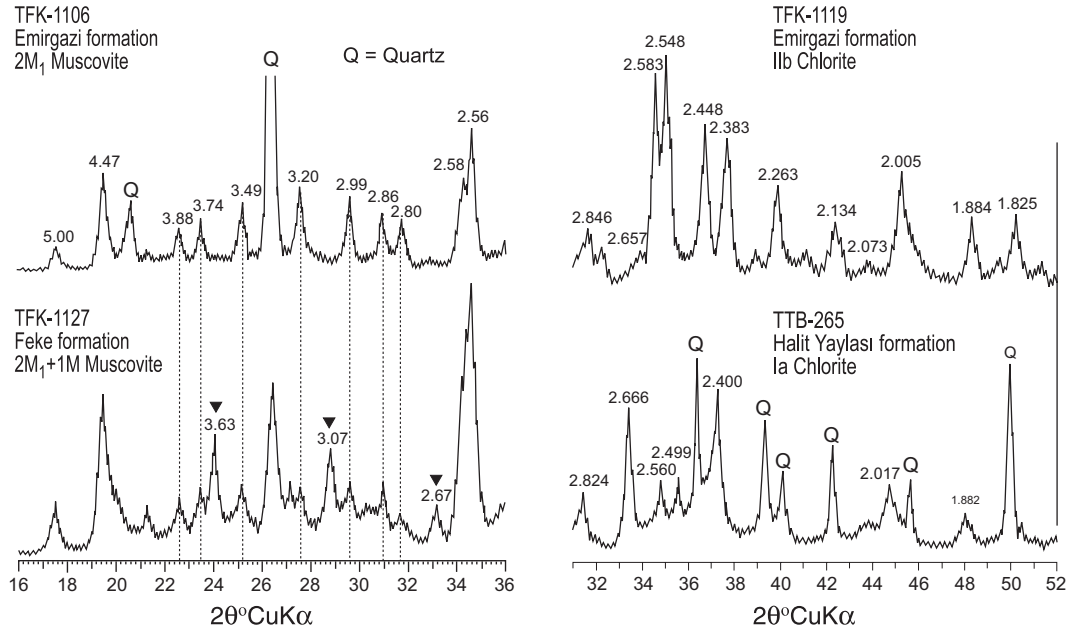 TFK-1106
Emirgazi formation
2M1 Muscovite
Q = Quartz
5.00
4.47
Q
3.88
3.74
3.49
Q
3.20
2.99
2.86
2.80
2.58
2.56
TFK-1127
Feke formation
2M1+1M Muscovite
3.63
3.07
2.67
16 18 20 22 24 26 28 30 32 34 36
2θºCuKα
TFK-1119
Emirgazi formation
IIb Chlorite
2.846
2.657
2.583
2.548
2.448
2.383
2.263
2.134
2.073
2.005
1.884
1.825
TTB-265
Halit Yaylası formation
Ia Chlorite
2.824
2.666
2.560
2.499
Q
2.400
Q
Q
Q
2.017
Q
1.882
Q
32 34 36 38 40 42 44 46 48 50 52
2θºCuKα